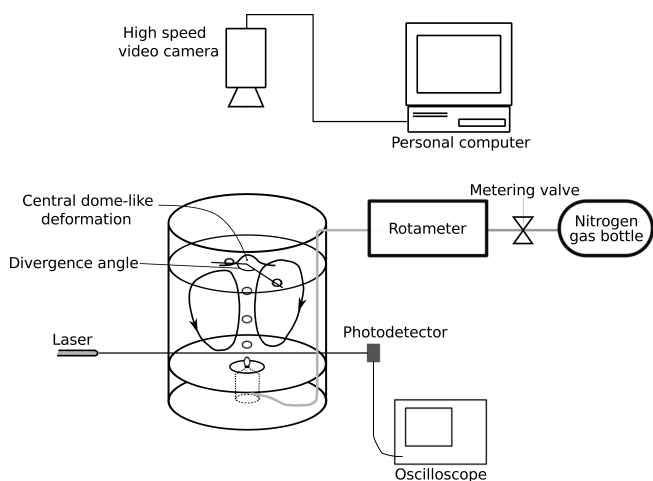 High speed
video camera
Personal computer
Metering valve
Central dome-like
deformation
Rotameter
Nitrogen
gas bottle
Divergence angle
Laser
Photodetector
Oscilloscope